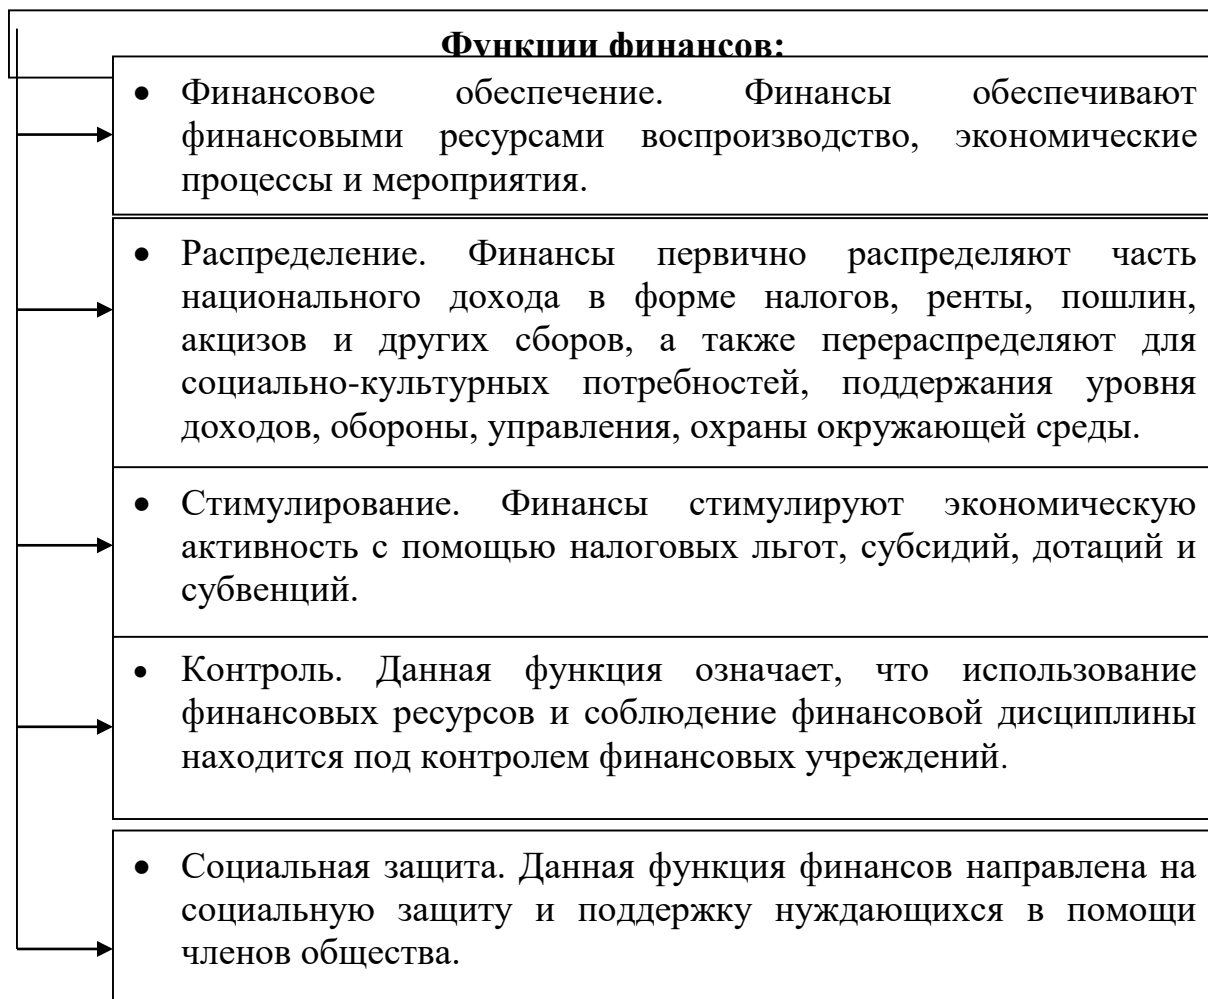 Функции финансов:
• Финансовое обеспечение. Финансы обеспечивают
финансовыми ресурсами воспроизводство, экономические
процессы и мероприятия.
• Распределение. Финансы первично распределяют часть
национального дохода в форме налогов, ренты, пошлин,
акцизов и других сборов, а также перераспределяют для
социально-культурных потребностей, поддержания уровня
доходов, обороны, управления, охраны окружающей среды.
• Стимулирование. Финансы стимулируют экономическую
активность с помощью налоговых льгот, субсидий, дотаций и
субвенций.
• Контроль. Данная функция означает, что использование
финансовых ресурсов и соблюдение финансовой дисциплины
находится под контролем финансовых учреждений.
• Социальная защита. Данная функция финансов направлена на
социальную защиту и поддержку нуждающихся в помощи
членов общества.